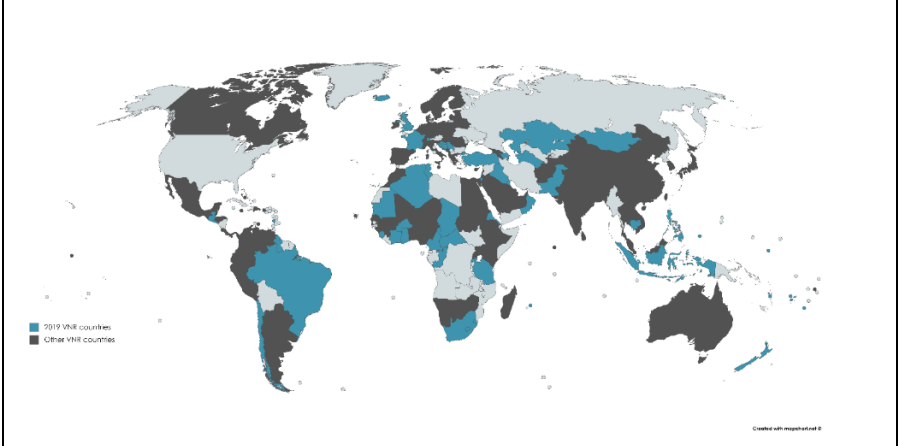 2019 VNR countries
Other VNR countries
Created with mapchart.net ©